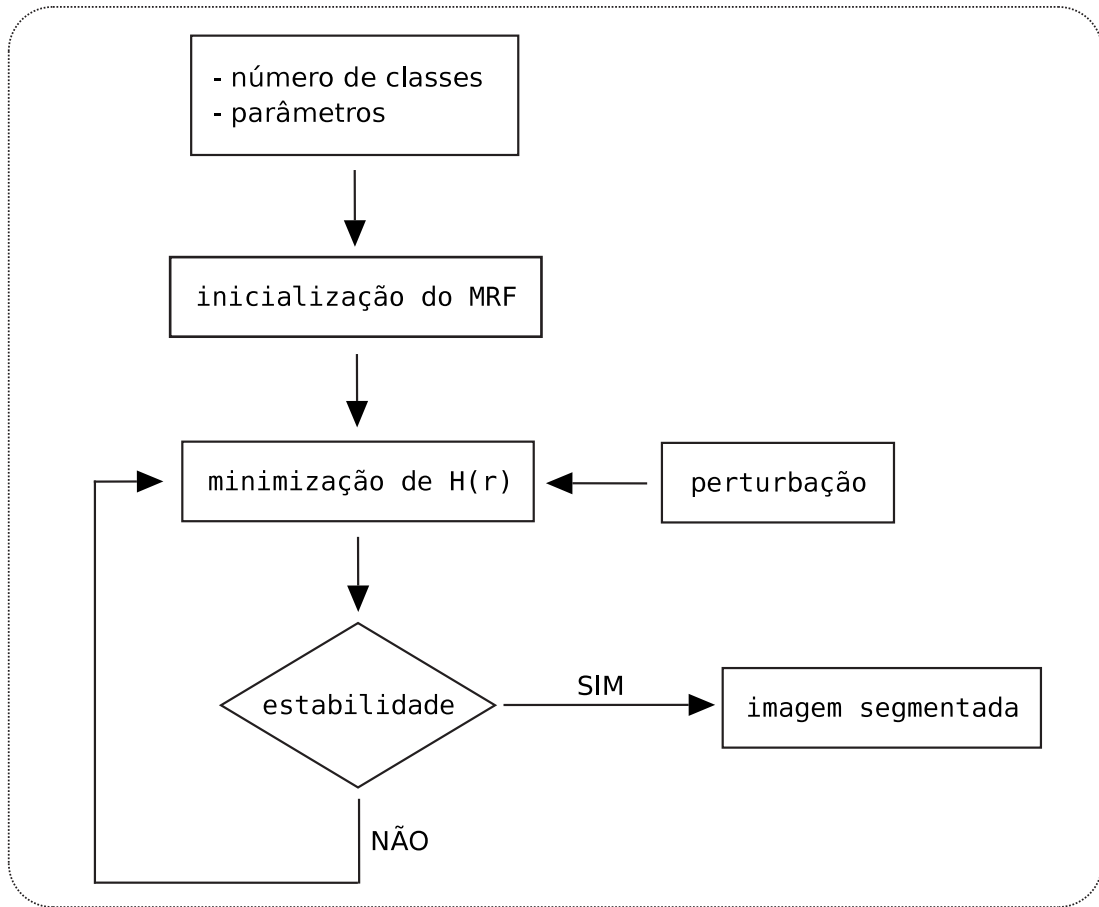 - número de classes
- parâmetros
inicialização do MRF
minimização de H(r)
perturbação
estabilidade
SIM
imagem segmentada
NÃO